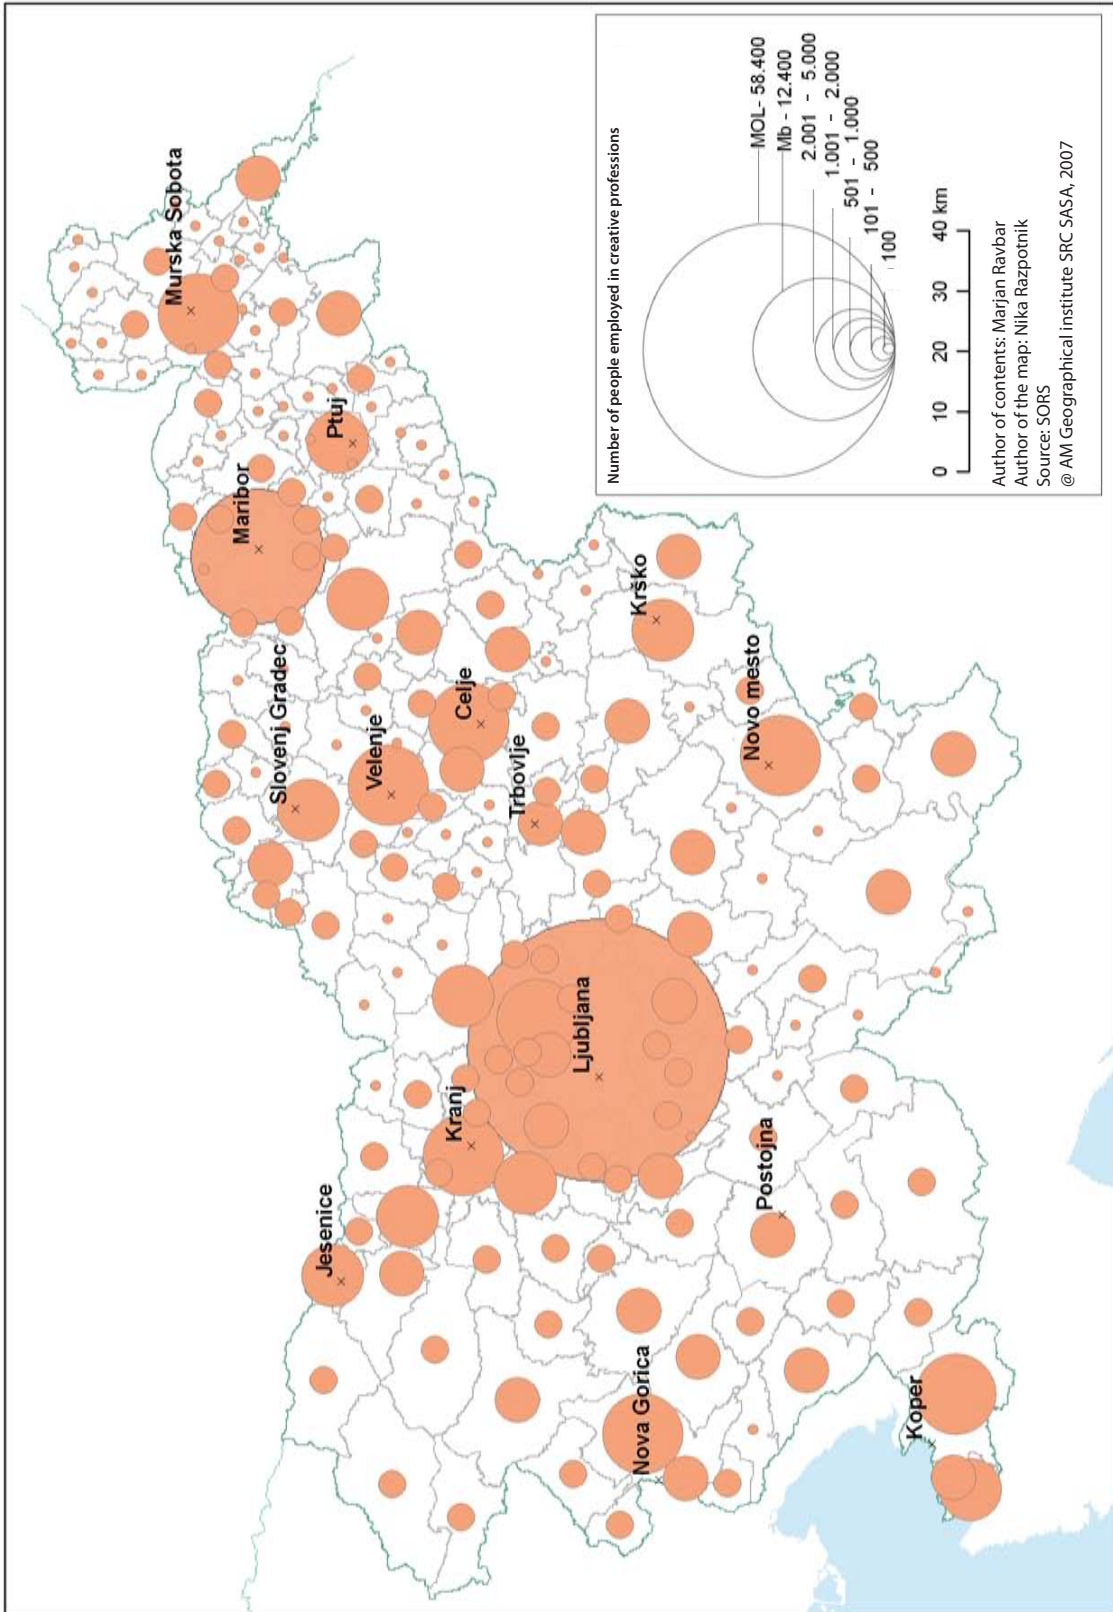 Murska Sobota
Maribor
Ptuj
Slovenj Gradec
Velenje
Celje
Jesenice
Kranj
Trbovlje
Krško
Ljubljana
Novo mesto
Nova Gorica
Postojna
Koper
Number of people employed in creative professions
MOL- 58.400
Mb - 12.400
2.001 - 5.000
1.001 - 2.000
501 - 1.000
101 - 500
100
0 10 20 30 40 km
Author of contents: Marjan Ravbar
Author of the map: Nika Razpotnik
Source: SORS
@ AM Geographical institute SRC SASA, 2007